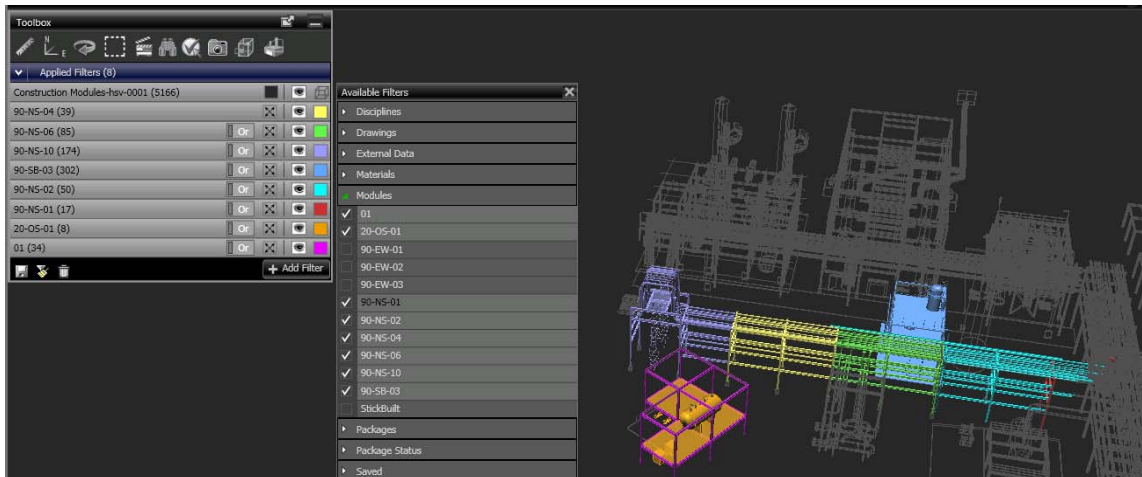 Toolbox
N
E
Applied Filters (8)
Construction Modules-hsv-0001 (5166)
90-NS-04 (39)
90-NS-06 (85) Or
90-NS-10 (174) Or
90-SB-03 (302) Or
90-NS-02 (50) Or
90-NS-01 (17) Or
20-OS-01 (8) Or
01 (34) Or
+ Add Filter
Available Filters
Disciplines
Drawings
External Data
Materials
Modules
01
20-OS-01
90-EW-01
90-EW-02
90-EW-03
90-NS-01
90-NS-02
90-NS-04
90-NS-06
90-NS-10
90-SB-03
StickBuilt
Packages
Package Status
Saved